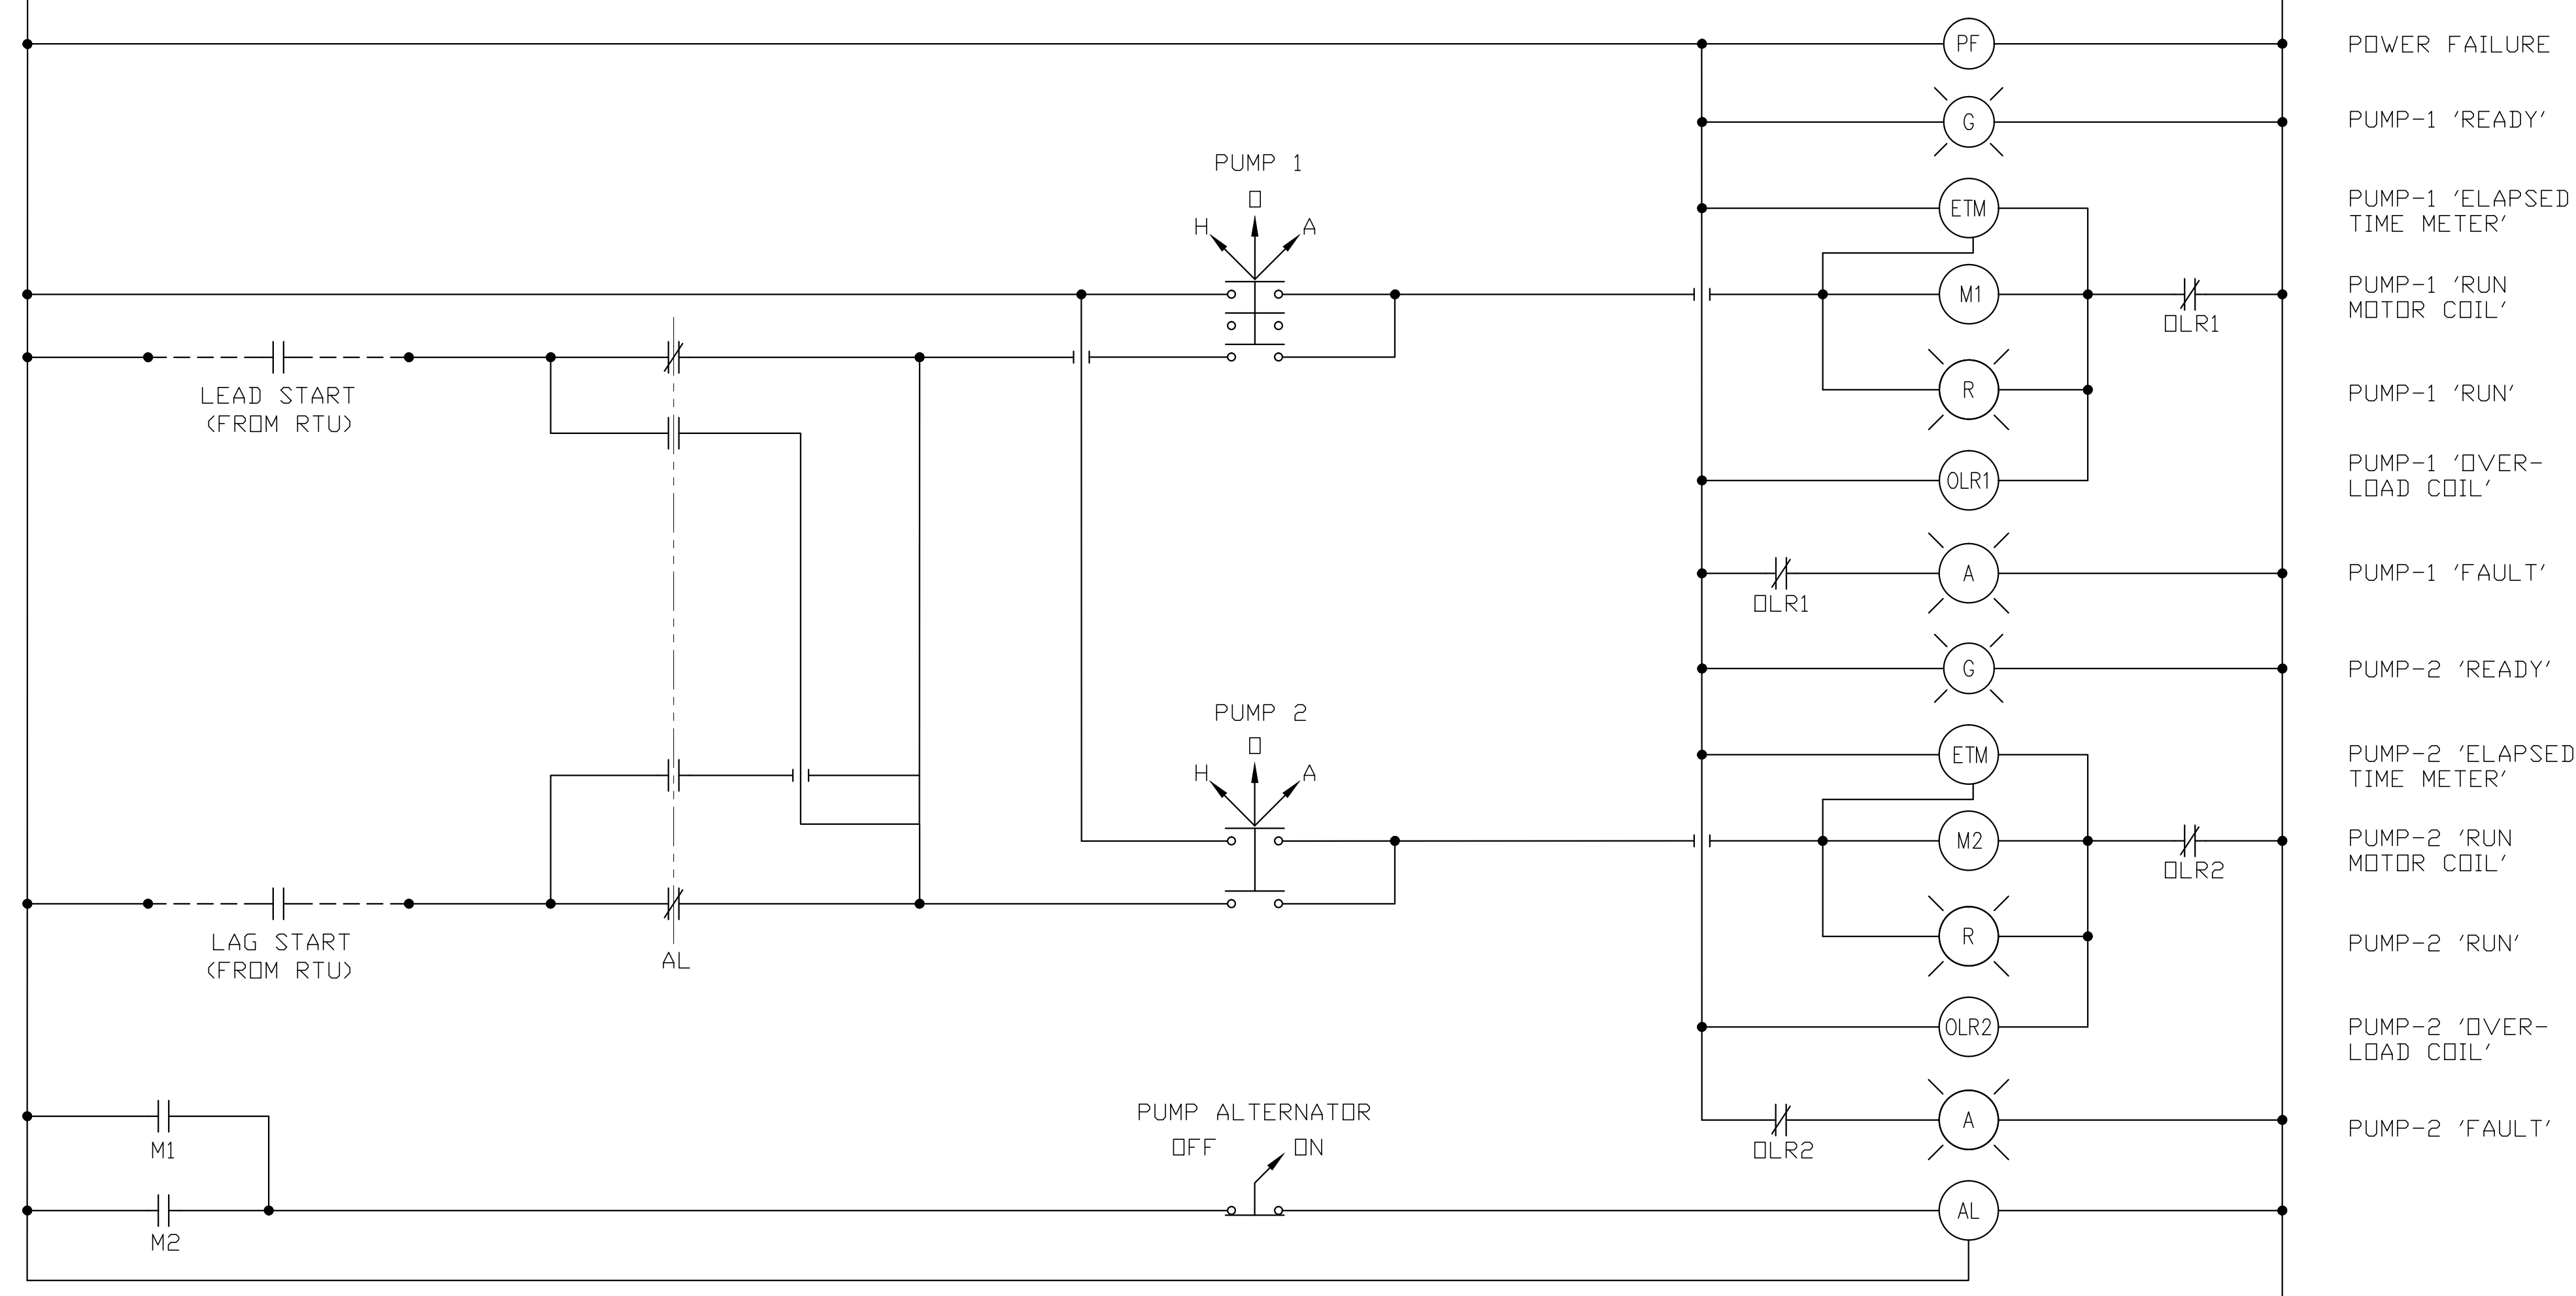 PF
POWER FAILURE
G
PUMP-1 'READY'
PUMP 1
O
H
A
ETM
PUMP-1 'ELAPSED
TIME METER'
M1
OLR1
PUMP-1 'RUN
MOTOR COIL'
LEAD START
(FROM RTU)
R
PUMP-1 'RUN'
OLR1
PUMP-1 'OVER-
LOAD COIL'
OLR1
A
PUMP-1 'FAULT'
G
PUMP-2 'READY'
PUMP 2
O
H
A
ETM
PUMP-2 'ELAPSED
TIME METER'
M2
OLR2
PUMP-2 'RUN
MOTOR COIL'
LAG START
(FROM RTU)
AL
R
PUMP-2 'RUN'
OLR2
PUMP-2 'OVER-
LOAD COIL'
OLR2
A
PUMP-2 'FAULT'
M1
PUMP ALTERNATOR
OFF
ON
M2
AL